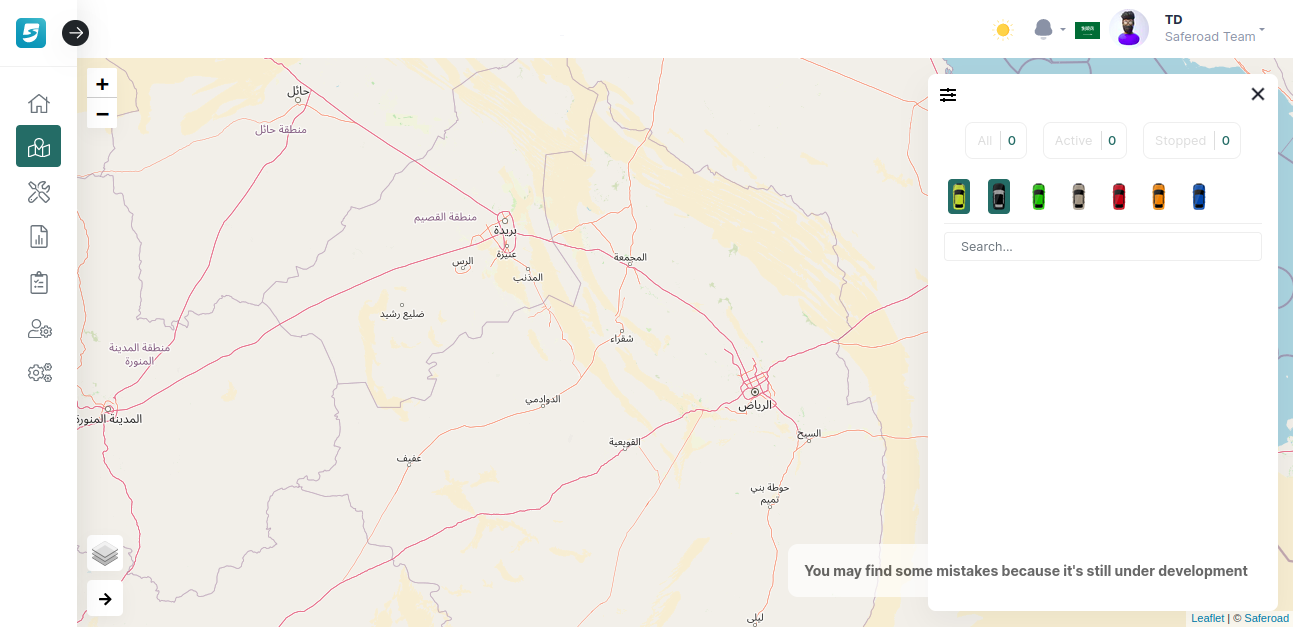 TD
Saferoad Team
+
−
All 0
Active 0
Stopped 0
Search...
حائل
منطقة حائل
منطقة القصيم
بريدة
عنيزة
الرس
المذنب
المجمعة
ضليع رشيد
شقراء
منطقة المدينة
المنورة
الدوادمي
الرياض
المدينة المنورة
السيح
القويعية
عفيف
حوطة بني
تميم
ليلى
You may find some mistakes because it's still under development
Leaflet | © Saferoad